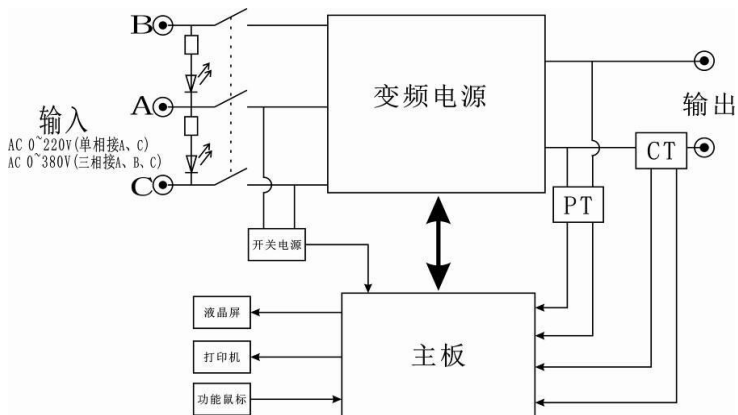 B
A
C
输入
AC 0~220V(单相接A、C)
AC 0~380V(三相接A、B、C)
变频电源
输出
CT
PT
开关电源
液晶屏
打印机
功能鼠标
主板